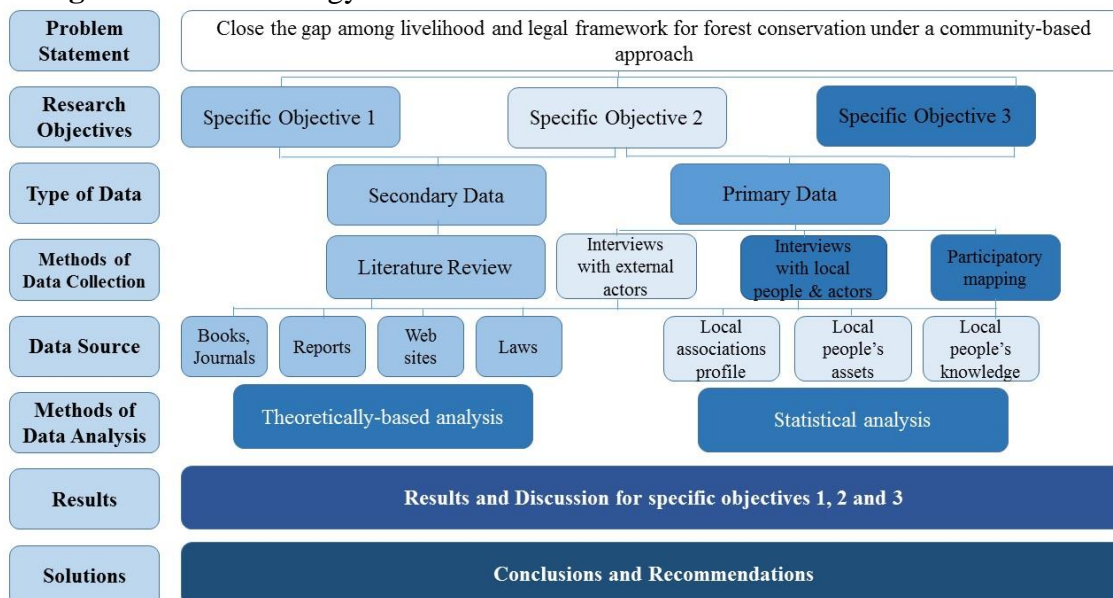 Problem
Statement
Close the gap among livelihood and legal framework for forest conservation under a community-based
approach
Research
Objectives
Specific Objective 1
Specific Objective 2
Specific Objective 3
Type of Data
Secondary Data
Primary Data
Methods of
Data Collection
Literature Review
Interviews
with external
actors
Interviews
with local
people & actors
Participatory
mapping
Data Source
Books,
Journals
Reports
Web
sites
Laws
Local
associations
profile
Local
people's
assets
Local
people's
knowledge
Methods of
Data Analysis
Theoretically-based analysis
Statistical analysis
Results
Results and Discussion for specific objectives 1, 2 and 3
Solutions
Conclusions and Recommendations